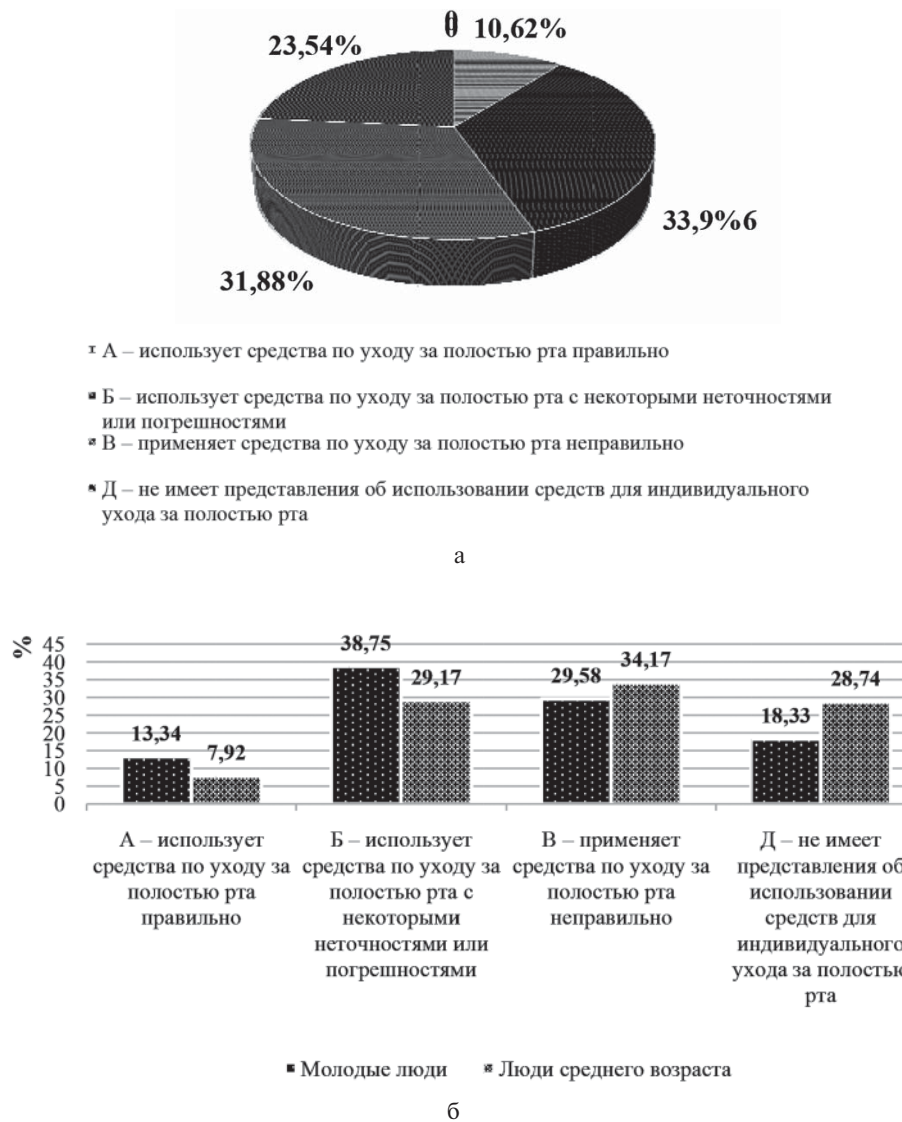 0
0
10,62%
23,54%
33,9%6
31,88%
А – использует средства по уходу за полостью рта правильно
Б – использует средства по уходу за полостью рта с некоторыми неточностями
или погрешностями
В – применяет средства по уходу за полостью рта неправильно
Д – не имеет представления об использовании средств для индивидуального
ухода за полостью рта
а
%
45
40
35
30
25
20
15
10
5
0
13,34
7,92
38,75
29,17
29,58
34,17
18,33
28,74
А – использует
средства по уходу за
полостью рта
правильно
Б – использует
средства по уходу за
полостью рта с
некоторыми
неточностями или
погрешностями
В – применяет
средства по уходу за
полостью рта
неправильно
Д – не имеет
представления об
использовании
средств для
индивидуального
ухода за полостью
рта
Молодые люди
Люди среднего возраста
б